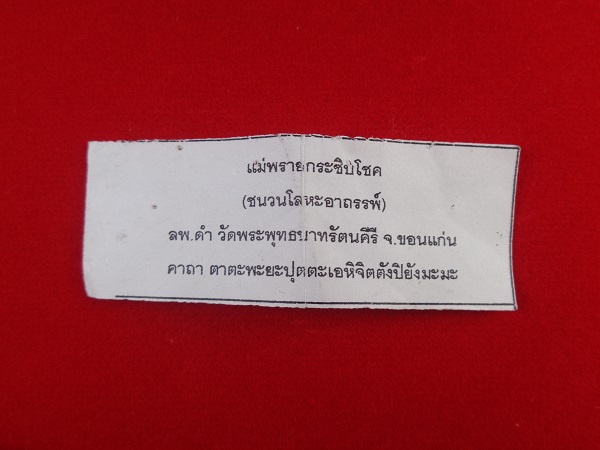 แม่พรายกระซิบโชค
(ชนวนโลหะอาถรรพ์)
ลพ.ดำ วัดพระพุทธบาทรัตนคีรี จ.ขอนแก่น
คาถา ตาตะพะยะปุตตะเอหิจิตตังปิยังมะมะ